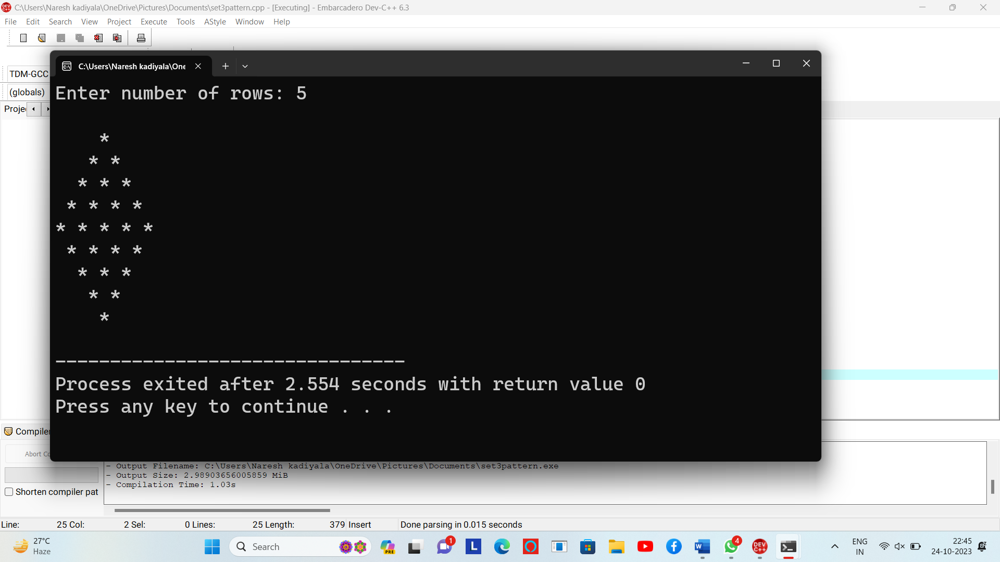 C:\Users\Naresh kadiyala\OneDrive\Pictures\Documents\set3pattern.cpp - [Executing] - Embarcadero Dev-C++ 6.3
File Edit Search View Project Execute Tools AStyle Window Help
C:\Users\Naresh kadiyala\One
TDM-GCC
(globals)
Proje
Enter number of rows: 5
*
* *
* * *
* * * *
* * * * *
* * * *
* * *
* *
*
--------------------------------
Process exited after 2.554 seconds with return value 0
Press any key to continue . . .
Compiler
Abort Co
Shorten compiler pat
- Output Filename: C:\Users\Naresh kadiyala\OneDrive\Pictures\Documents\set3pattern.exe
- Output Size: 2.98903656005859 MiB
- Compilation Time: 1.03s
Line: 25 Col: 2 Sel: 0 Lines: 25 Length: 379 Insert Done parsing in 0.015 seconds
27°C
Haze
Search
PRE
1
L
W
4
DEV C++
ENG
IN
22:45
24-10-2023